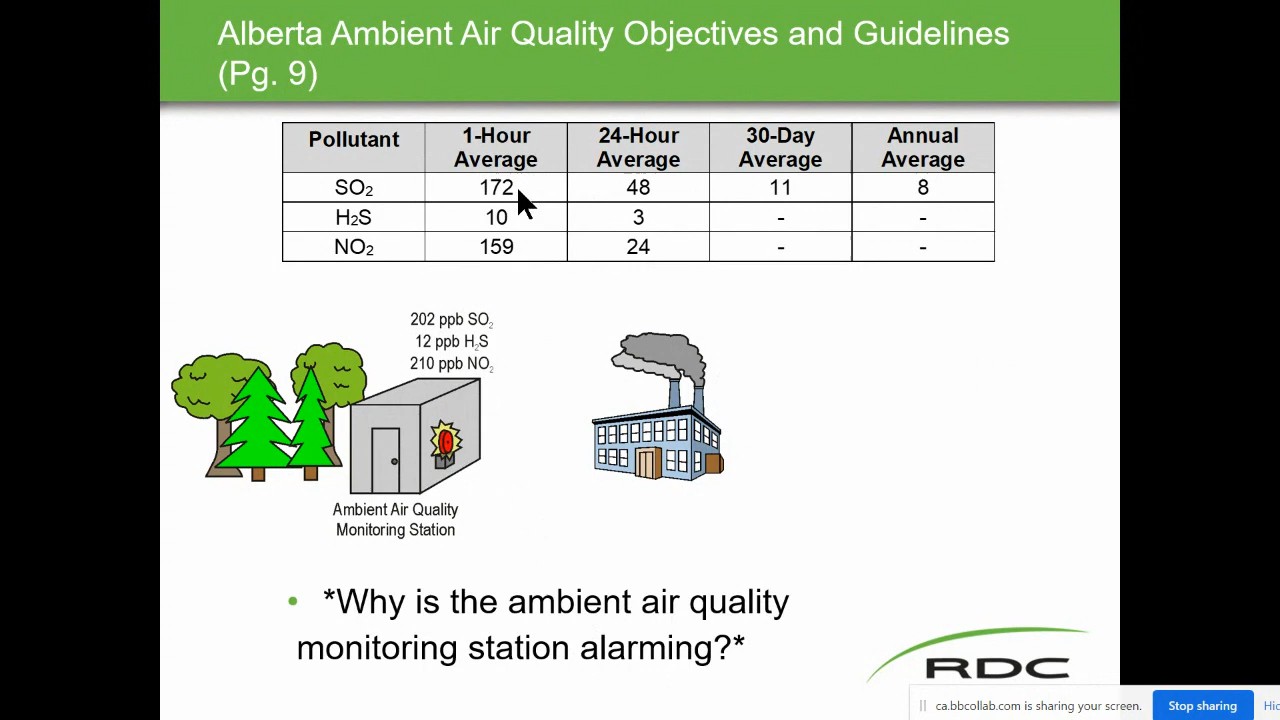 Alberta Ambient Air Quality Objectives and Guidelines
(Pg. 9)
Pollutant 1-Hour Average 24-Hour Average 30-Day Average Annual Average
SO₂ 172 48 11 8
H₂S 10 3 - -
NO₂ 159 24 - -
202 ppb SO₂
12 ppb H₂S
210 ppb NO₂
Ambient Air Quality
Monitoring Station
• *Why is the ambient air quality
monitoring station alarming?*
RDC
ca.bbcollab.com is sharing your screen. Stop sharing Hic